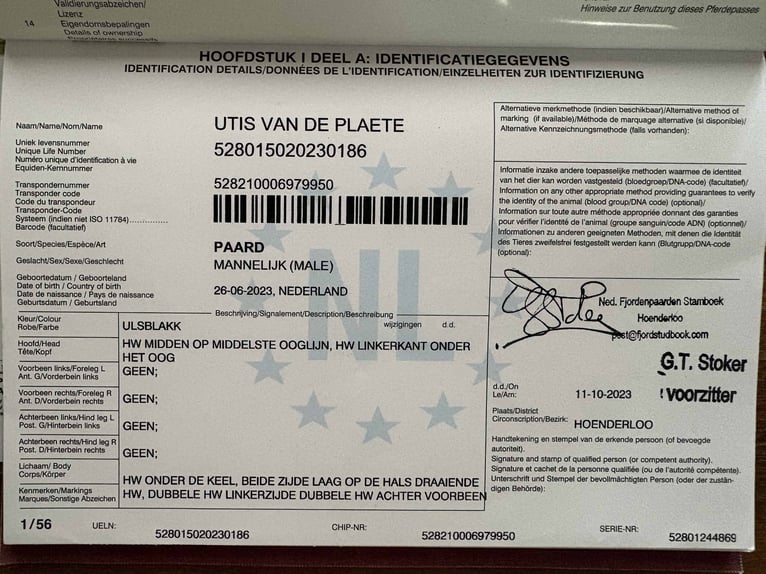 Validierungsabzeichen/
Lizenz
14 Eigendomsbepalingen
Details of ownership
Hinweise zur Benutzung dieses Pferdepasses
HOOFDSTUK I DEEL A: IDENTIFICATIEGEGEVENS
IDENTIFICATION DETAILS/DONNÉES DE L'IDENTIFICATION/EINZELHEITEN ZUR IDENTIFIZIERUNG
Naam/Name/Nom/Name
UTIS VAN DE PLAETE
Uniek levensnummer
Unique Life Number
Numéro unique d'identification à vie
Equiden-Kernnummer
528015020230186
Transpondernummer
Transponder code
Code du transpondeur
Transponder-Code
Systeem (indien niet ISO 11784)...............
Barcode (facultatief)
528210006979950
Soort/Species/Espèce/Art
PAARD
Geslacht/Sex/Sexe/Geschlecht
MANNELIJK (MALE)
Geboortedatum / Geboorteland
Date of birth / Country of birth
Date de naissance / Pays de naissance
Geburtsdatum / Geburtsland
26-06-2023, NEDERLAND
NL
Beschrijving/Signalement/Description/Beschreibung
wijzigingen d.d.
Kleur/Colour
Robe/Farbe
ULSBLAKK
Hoofd/Head
Tête/Kopf
HW MIDDEN OP MIDDELSTE OOGLIJN, HW LINKERKANT ONDER
HET OOG
Voorbeen links/Foreleg L
Ant. G/Vorderbein links
GEEN;
Voorbeen rechts/Foreleg R
Ant. D/Vorderbein rechts
GEEN;
Achterbeen links/Hind leg L
Post. G/Hinterbein links
GEEN;
Achterbeen rechts/Hind leg R
Post. D/Hinterbein rechts
GEEN;
Lichaam/ Body
Corps/Körper
Kenmerken/Markings
Marques/Sonstige Abzeichen
HW ONDER DE KEEL, BEIDE ZIJDE LAAG OP DE HALS DRAAIENDE
HW, DUBBELE HW LINKERZIJDE DUBBELE HW ACHTER VOORBEEN
Alternatieve merkmethode (indien beschikbaar)/Alternative method of
marking (if available)/Méthode de marquage alternative (si disponible)/
Alternative Kennzeichnungsmethode (falls vorhanden):
Informatie inzake andere toepasselijke methoden waarmee de identiteit
van het dier kan worden vastgesteld (bloedgroep/DNA-code) (facultatief)/
Information on any other appropriate method providing guarantees to verify
the identity of the animal (blood group/DNA code) (optional)/
Information sur toute autre méthode appropriée donnant des garanties
pour vérifier l'identité de l'animal (groupe sanguin/code ADN) (optionnel)/
Informationen zu anderen geeigneten Methoden, mit denen die Identität
des Tieres zweifelsfrei festgestellt werden kann (Blutgrupp/DNA-code
(optional):
Ned. Fjordenpaarden Stamboek
Hoenderloo
post@fjordstudbook.com
G.T. Stoker
voorzitter
d.d./On
Le/Am:
11-10-2023
Plaats/District
Circonscription/Bezirk:
HOENDERLOO
Handtekening en stempel van de erkende persoon (of bevoegde
autoriteit).
Signature and stamp of qualified person (or competent authority).
Signature et cachet de la personne qualifiée (ou de l'autorité compétente).
Unterschrift und Stempel der bevollmächtigten Person (oder der zustän-
digen Behörde):
1/56
UELN: 528015020230186
CHIP-NR: 528210006979950
SERIE-NR: 52801244869